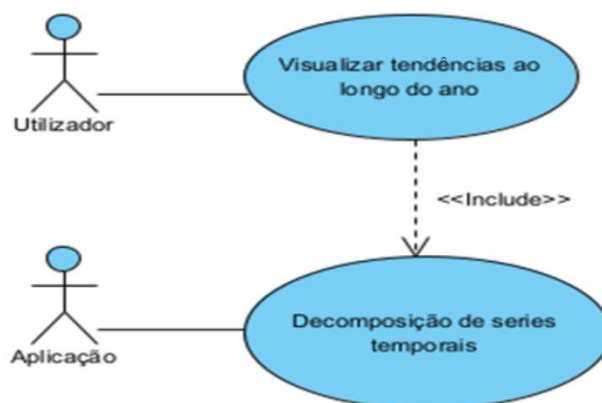 Visualizar tendências ao
longo do ano
Utilizador
<<Include>>
Decomposição de series
temporais
Aplicação